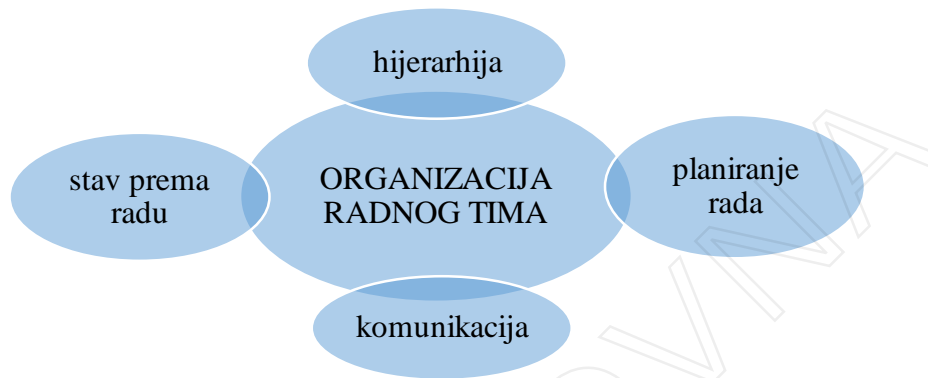 hijerarhija
stav prema
radu
ORGANIZACIJA
RADNOG TIMA
planiranje
rada
komunikacija